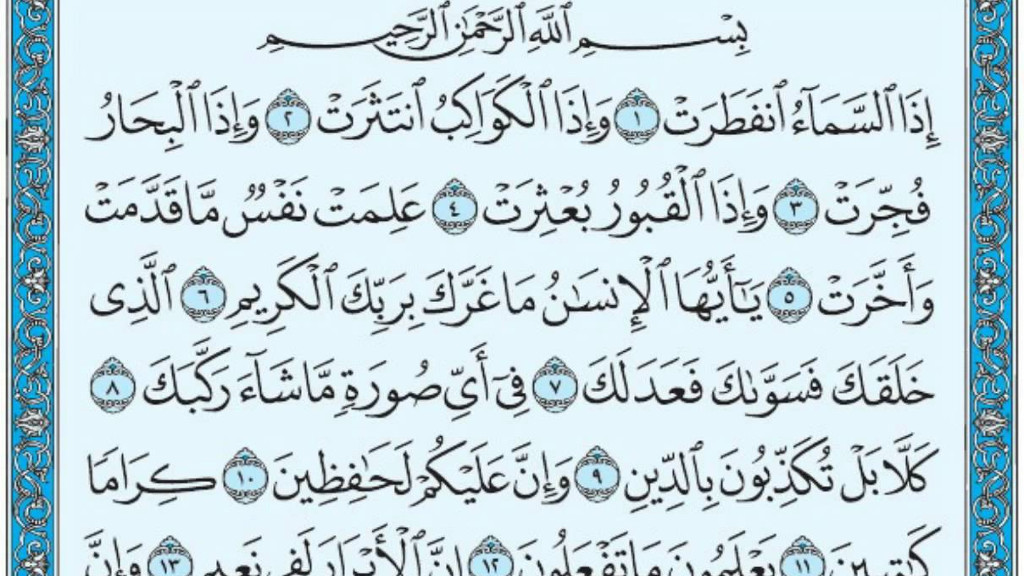 بِسْمِ ٱللَّهِ ٱلرَّحْمَٰنِ ٱلرَّحِيمِ
إِذَا ٱلسَّمَآءُ ٱنفَطَرَتْ ١ وَإِذَا ٱلْكَوَاكِبُ ٱنتَثَرَتْ ٢ وَإِذَا ٱلْبِحَارُ
فُجِّرَتْ ٣ وَإِذَا ٱلْقُبُورُ بُعْثِرَتْ ٤ عَلِمَتْ نَفْسٌ مَّا قَدَّمَتْ
وَأَخَّرَتْ ٥ يَٰٓأَيُّهَا ٱلْإِنسَٰنُ مَا غَرَّكَ بِرَبِّكَ ٱلْكَرِيمِ ٦ ٱلَّذِى
خَلَقَكَ فَسَوَّىٰكَ فَعَدَلَكَ ٧ فِىٓ أَىِّ صُورَةٍ مَّا شَآءَ رَكَّبَكَ ٨
كَلَّا بَلْ تُكَذِّبُونَ بِٱلدِّينِ ٩ وَإِنَّ عَلَيْكُمْ لَحَٰفِظِينَ ١٠ كِرَامًا
كَٰتِبِينَ ١١ يَعْلَمُونَ مَا تَفْعَلُونَ ١٢ إِنَّ ٱلْأَبْرَارَ لَفِى نَعِيمٍ ١٣ وَإِنَّ